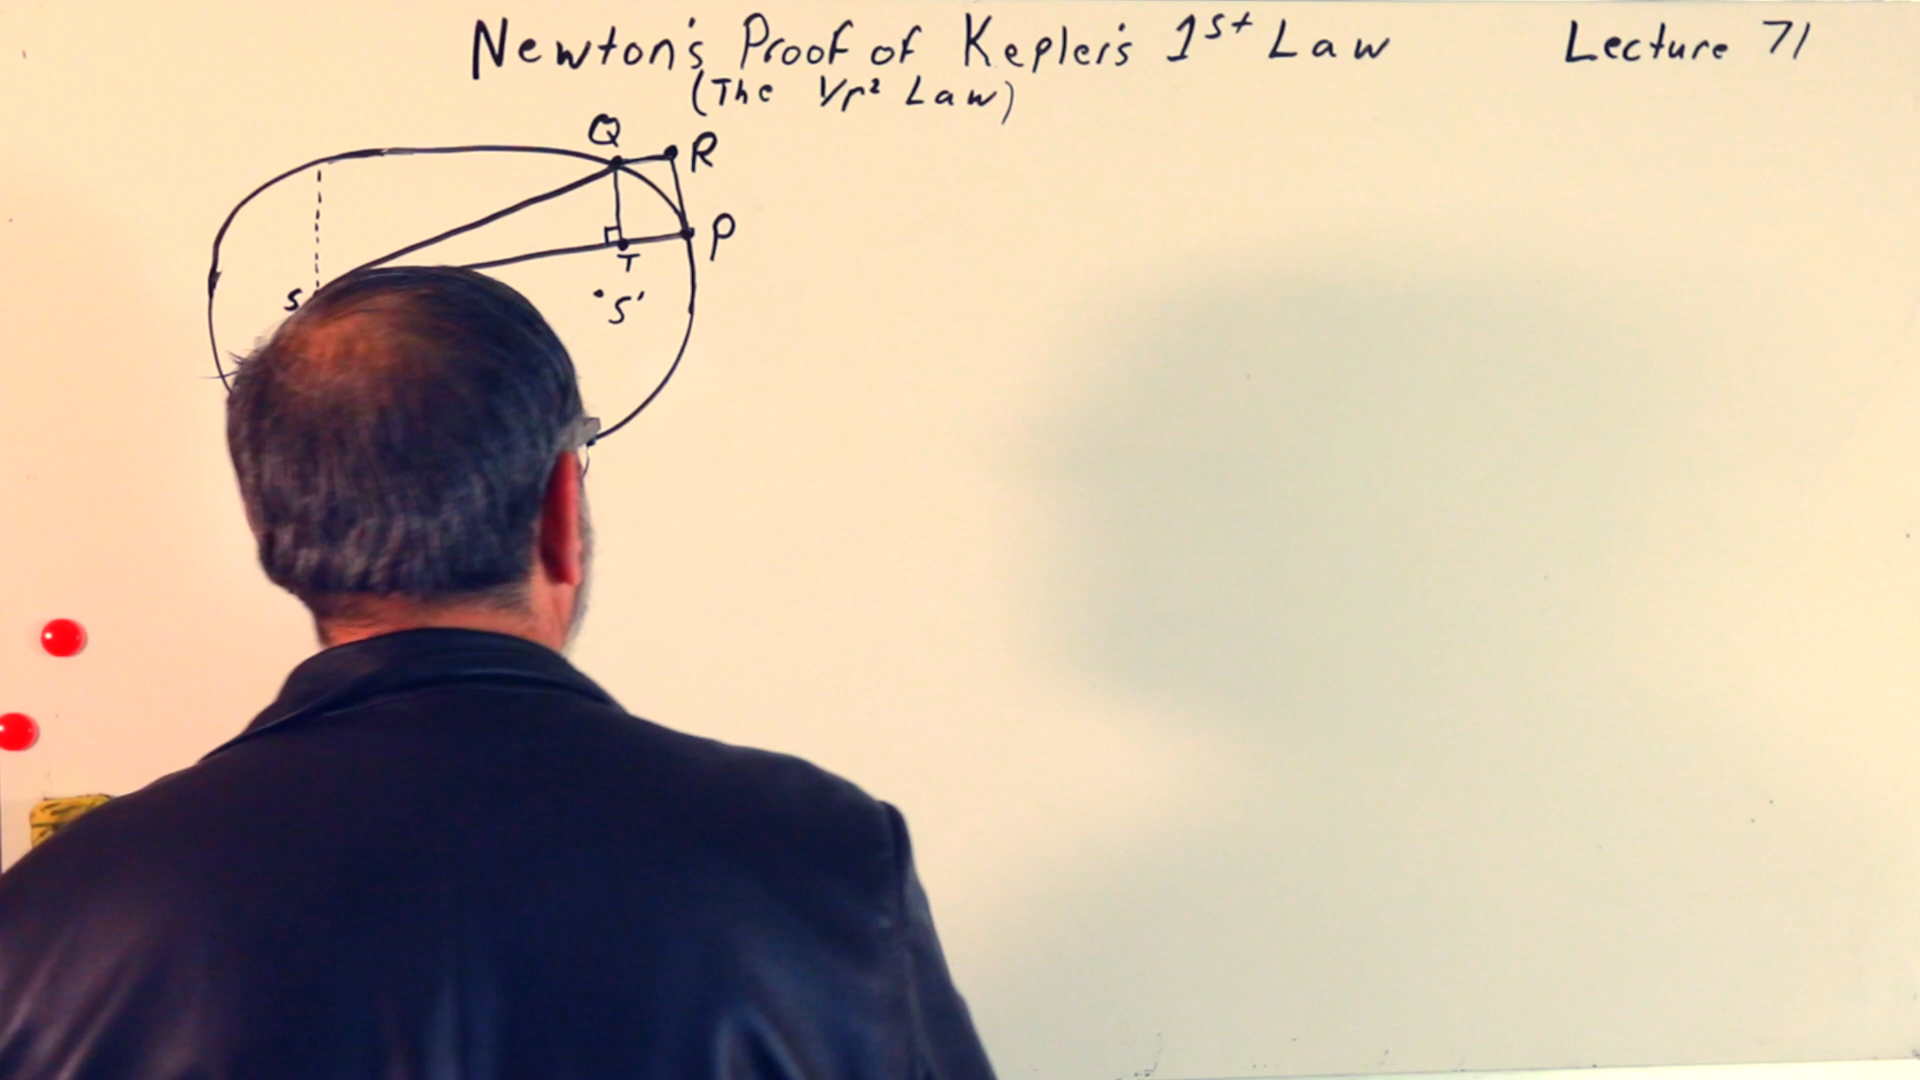 Newton's Proof of Kepler's 1st Law
Lecture 71
(The 1/r² Law)
Q
R
P
T
S
S'